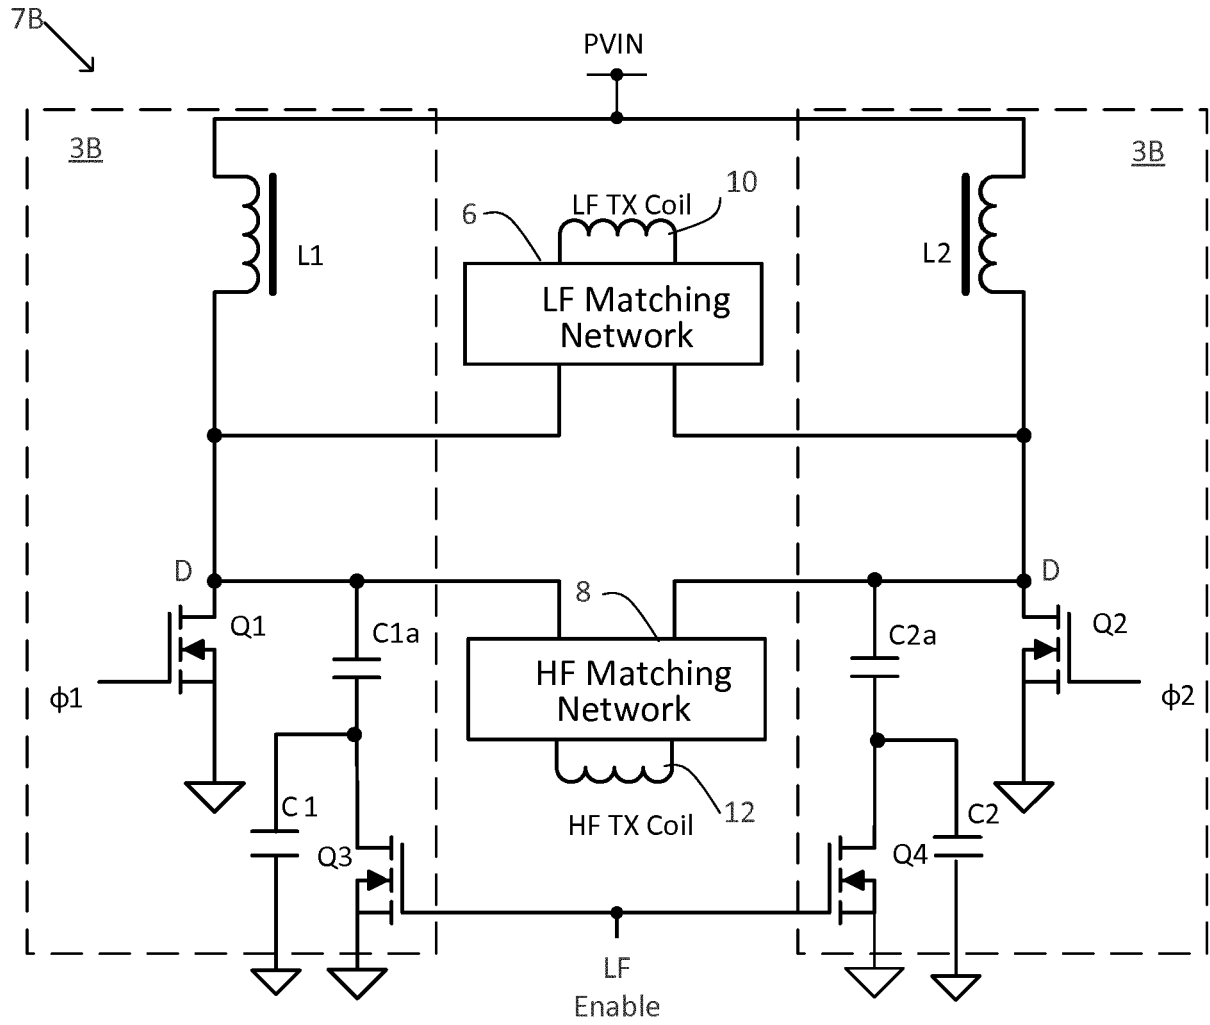 7B
PVIN
3B
3B
LF TX Coil
10
6
L1
L2
LF Matching
Network
D
D
8
Q1
C1a
C2a
Q2
HF Matching
Network
ϕ1
ϕ2
C 1
12
C2
HF TX Coil
Q3
Q4
LF
Enable